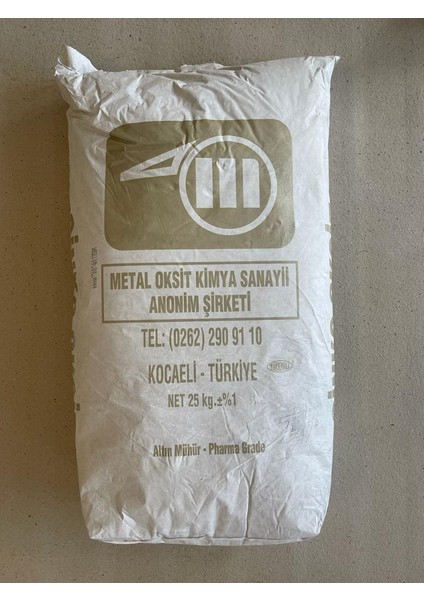 METAL OKSİT KİMYA SANAYİİ
ANONİM ŞİRKETİ
TEL: (0262) 290 91 10
KOCAELİ - TÜRKİYE
NET 25 kg.±%1
Altın Mühür - Pharma Grade